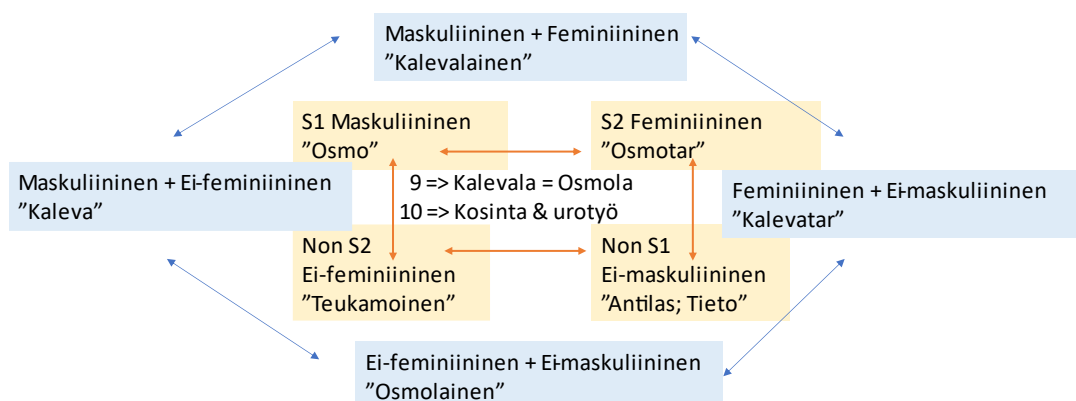 Maskuliininen + Feminiininen
”Kalevalainen”
S1 Maskuliininen
"Osmo"
S2 Feminiininen
"Osmotar"
Maskuliininen + Ei-feminiininen
”Kaleva”
9 => Kalevala = Osmola
10 => Kosinta & urotyö
Feminiininen + Ei-maskuliininen
”Kalevatar”
Non S2
Ei-feminiininen
”Teukamoinen”
Non S1
Ei-maskuliininen
”Antilas; Tieto”
Ei-feminiininen + Ei-maskuliininen
”Osmolainen”